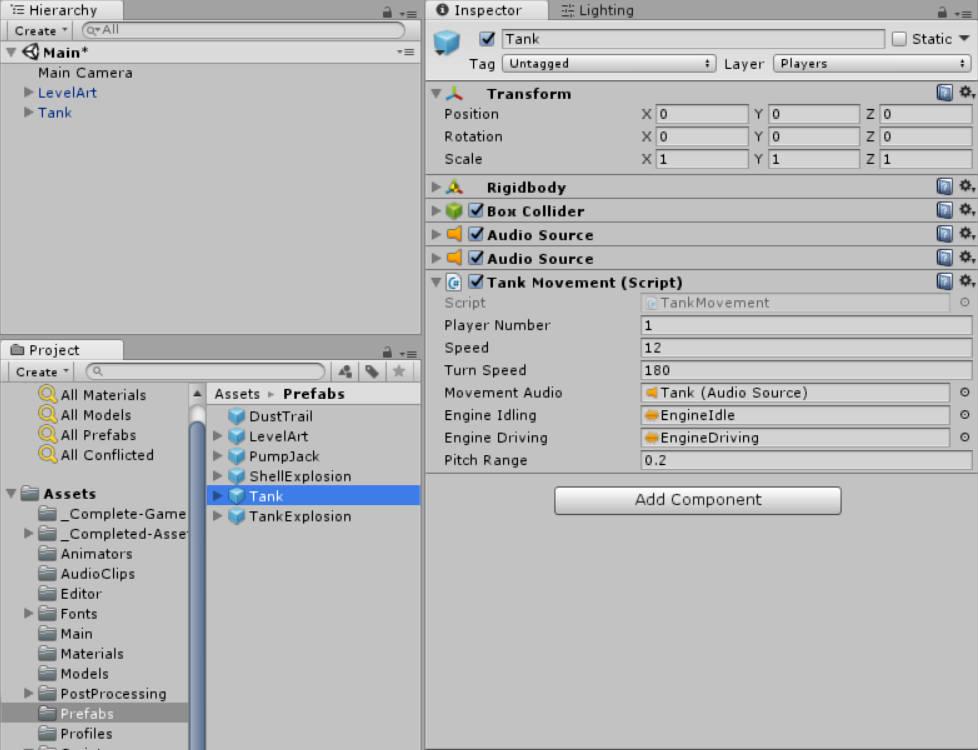 Hierarchy
Create
All
Main*
Main Camera
LevelArt
Tank
Project
Create
All Materials
All Models
All Prefabs
All Conflicted
Assets
_Complete-Game
_Completed-Asse
Animators
AudioClips
Editor
Fonts
Main
Materials
Models
PostProcessing
Prefabs
Profiles
Assets ▸ Prefabs
DustTrail
LevelArt
PumpJack
ShellExplosion
Tank
TankExplosion
Inspector Lighting
Tank Static
Tag Untagged Layer Players
Transform
Position X 0 Y 0 Z 0
Rotation X 0 Y 0 Z 0
Scale X 1 Y 1 Z 1
Rigidbody
Box Collider
Audio Source
Audio Source
Tank Movement (Script)
Script TankMovement
Player Number 1
Speed 12
Turn Speed 180
Movement Audio Tank (Audio Source)
Engine Idling EngineIdle
Engine Driving EngineDriving
Pitch Range 0.2
Add Component